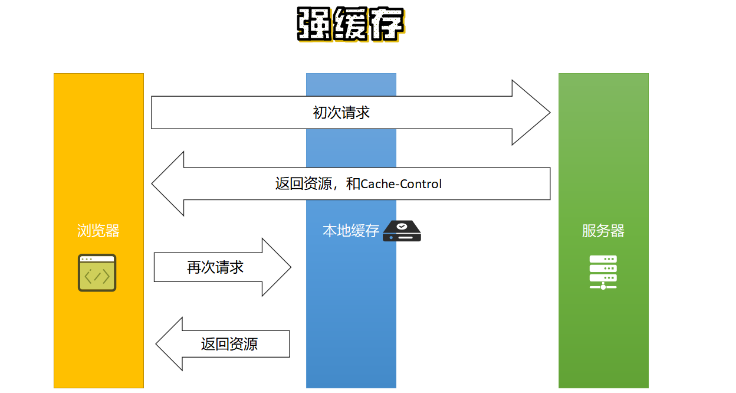 强缓存
初次请求
返回资源，和Cache-Control
浏览器
本地缓存
服务器
再次请求
返回资源